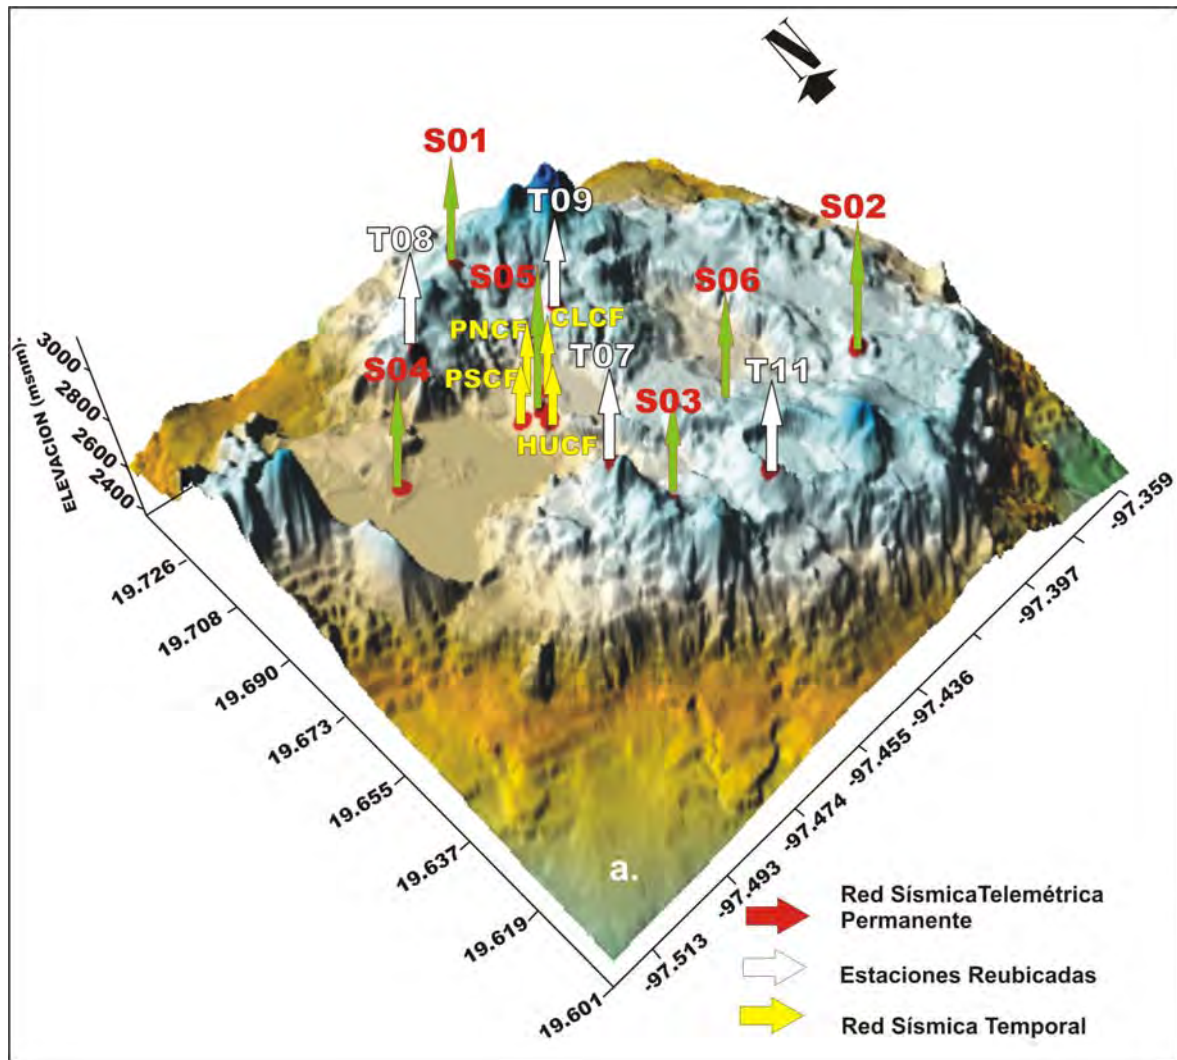 N
S01
T09
S02
T08
S05
S06
PNCF
CLCF
T07
T11
S04
PSCF
S03
HUCF
ELEVACION (msnm),
3000
2800
2600
2400
19.726
19.708
19.690
19.673
19.655
19.637
19.619
19.601
-97.359
-97.397
-97.436
-97.455
-97.474
-97.493
-97.513
a.
Red SísmicaTelemétrica
Permanente
Estaciones Reubicadas
Red Sísmica Temporal